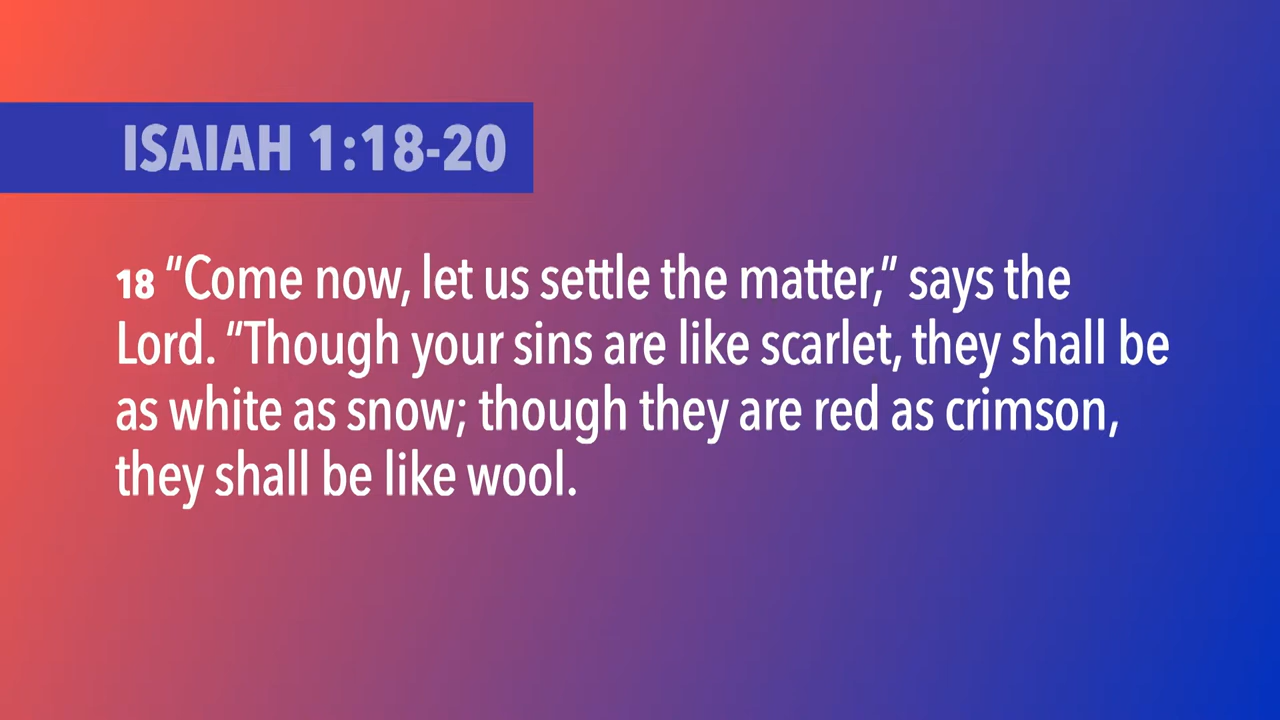 ISAIAH 1:18-20
18 “Come now, let us settle the matter,” says the
Lord. “Though your sins are like scarlet, they shall be
as white as snow; though they are red as crimson,
they shall be like wool.